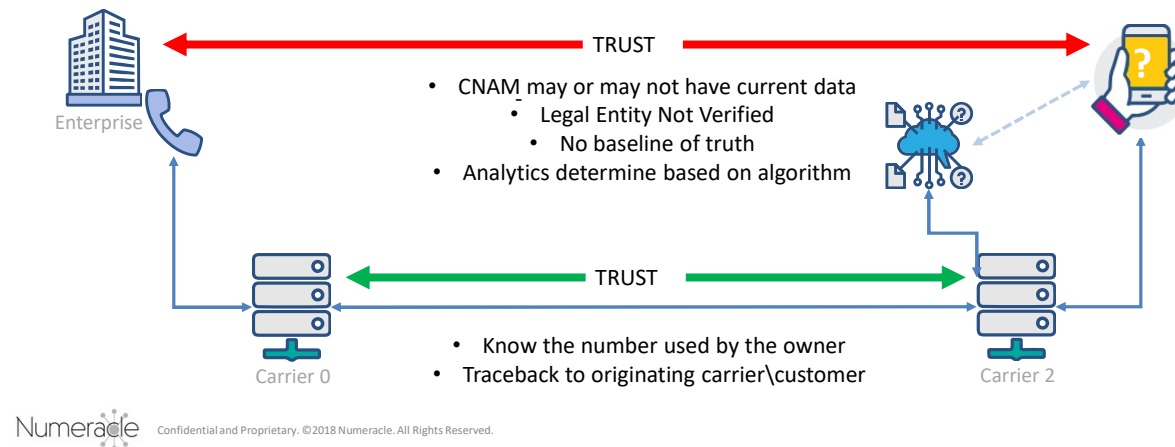 TRUST
• CNAM may or may not have current data
• Legal Entity Not Verified
• No baseline of truth
• Analytics determine based on algorithm
Enterprise
?
?
?
TRUST
• Know the number used by the owner
• Traceback to originating carrier\customer
Carrier 0
Carrier 2
Numeracle
Confidential and Proprietary. ©2018 Numeracle. All Rights Reserved.